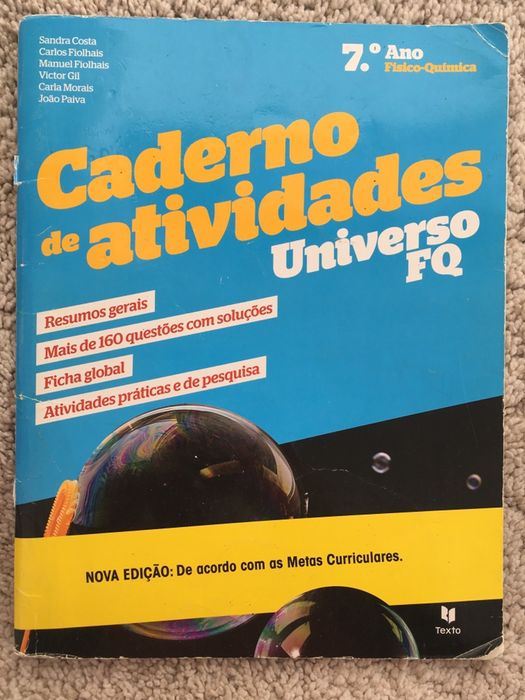 Sandra Costa
Carlos Fiolhais
Manuel Fiolhais
Victor Gil
Carla Morais
João Paiva
7.º Ano
Físico-Química
Caderno
de atividades
Universo
FQ
Resumos gerais
Mais de 160 questões com soluções
Ficha global
Atividades práticas e de pesquisa
NOVA EDIÇÃO: De acordo com as Metas Curriculares.
Texto